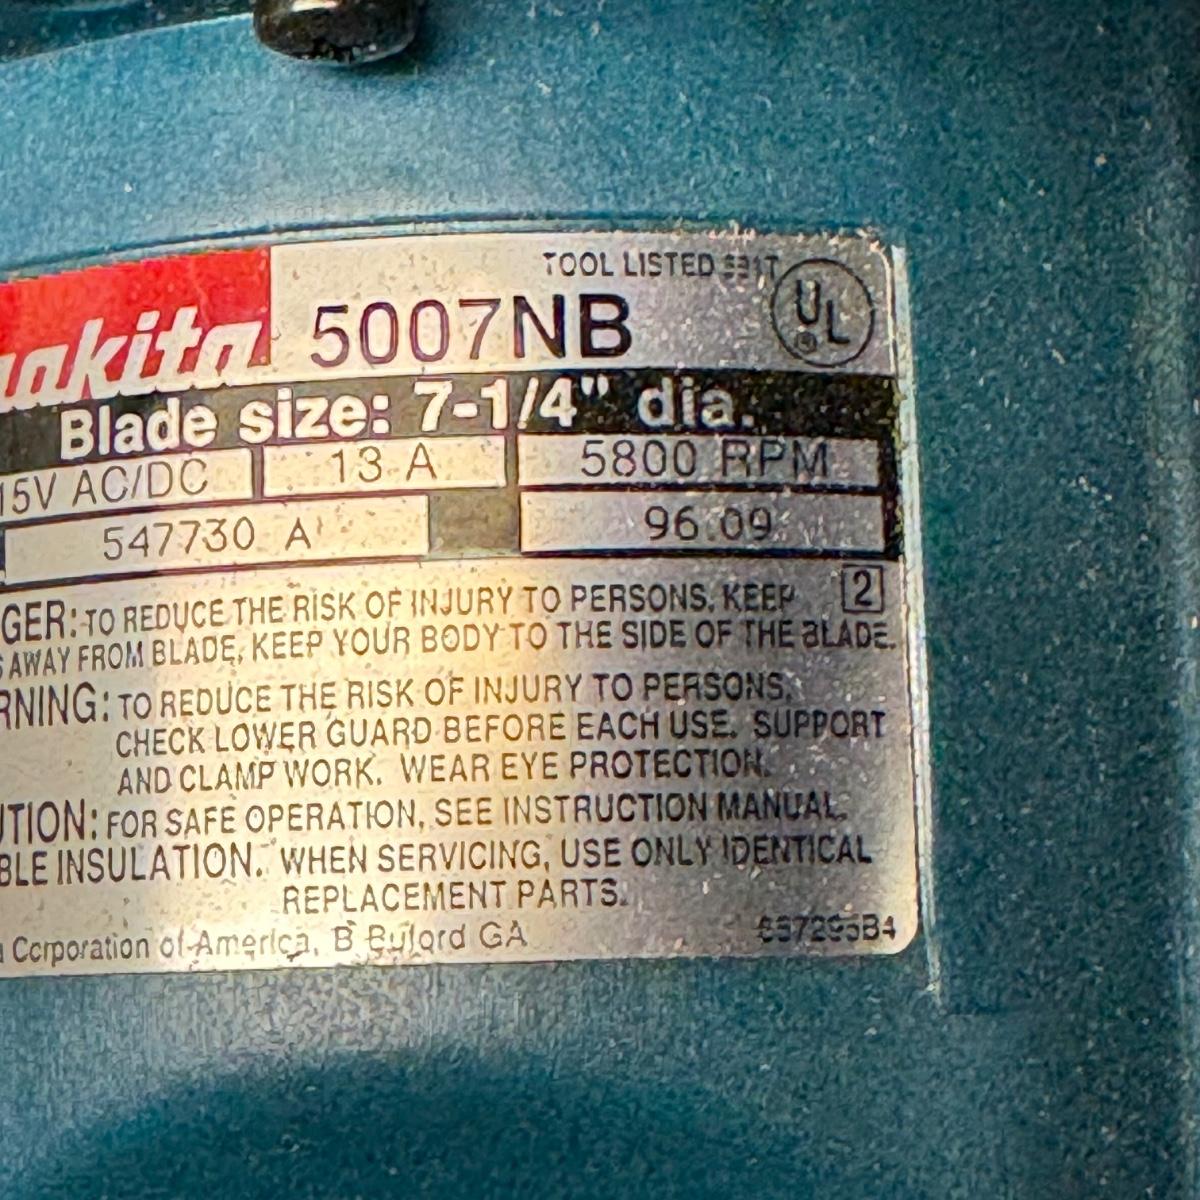 TOOL LISTED
UL
makita 5007NB
Blade size: 7-1/4" dia.
15V AC/DC 13 A 5800 RPM
547730 A 96.09
GER: TO REDUCE THE RISK OF INJURY TO PERSONS, KEEP 2
AWAY FROM BLADE, KEEP YOUR BODY TO THE SIDE OF THE BLADE.
RNING: TO REDUCE THE RISK OF INJURY TO PERSONS,
CHECK LOWER GUARD BEFORE EACH USE. SUPPORT
AND CLAMP WORK. WEAR EYE PROTECTION.
UTION: FOR SAFE OPERATION, SEE INSTRUCTION MANUAL.
BLE INSULATION. WHEN SERVICING, USE ONLY IDENTICAL
REPLACEMENT PARTS.
Corporation of America, B Buford GA